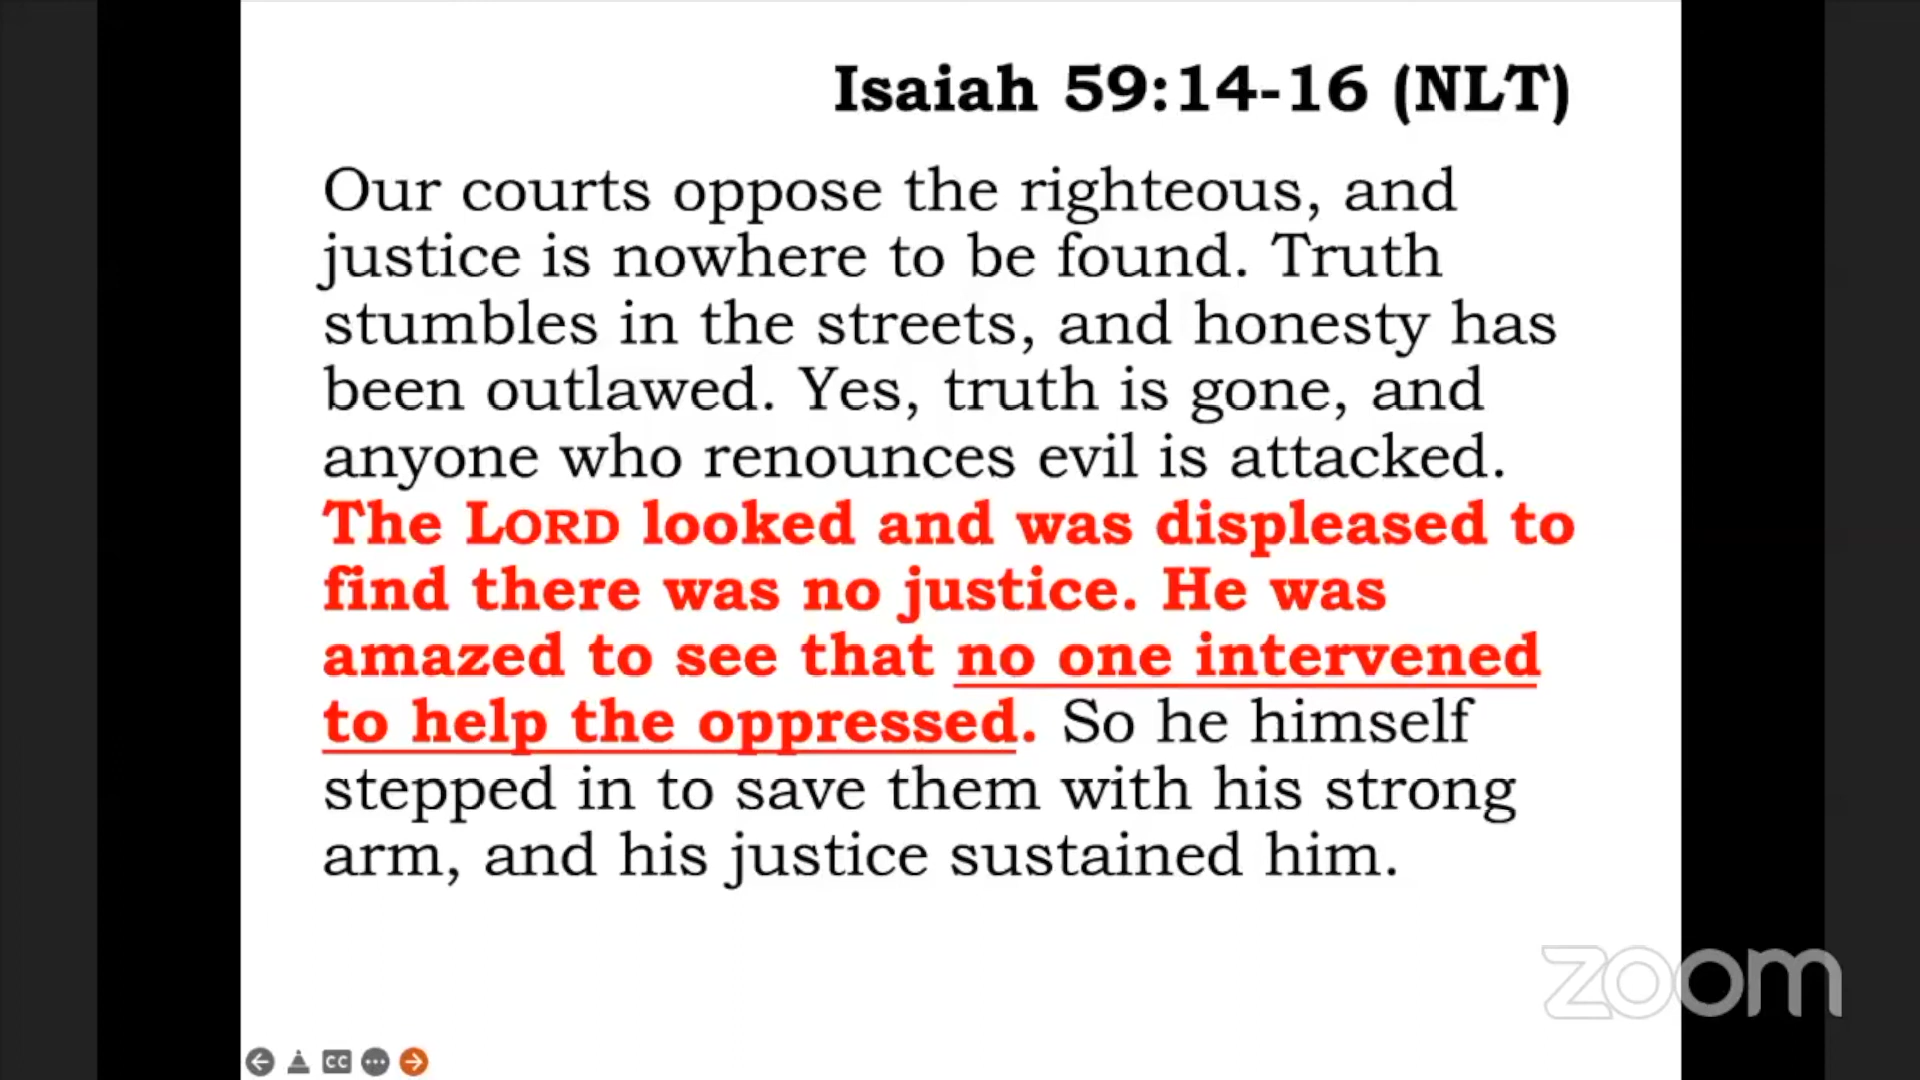 Isaiah 59:14-16 (NLT)
Our courts oppose the righteous, and
justice is nowhere to be found. Truth
stumbles in the streets, and honesty has
been outlawed. Yes, truth is gone, and
anyone who renounces evil is attacked.
The LORD looked and was displeased to
find there was no justice. He was
amazed to see that no one intervened
to help the oppressed. So he himself
stepped in to save them with his strong
arm, and his justice sustained him.
zoom
CC